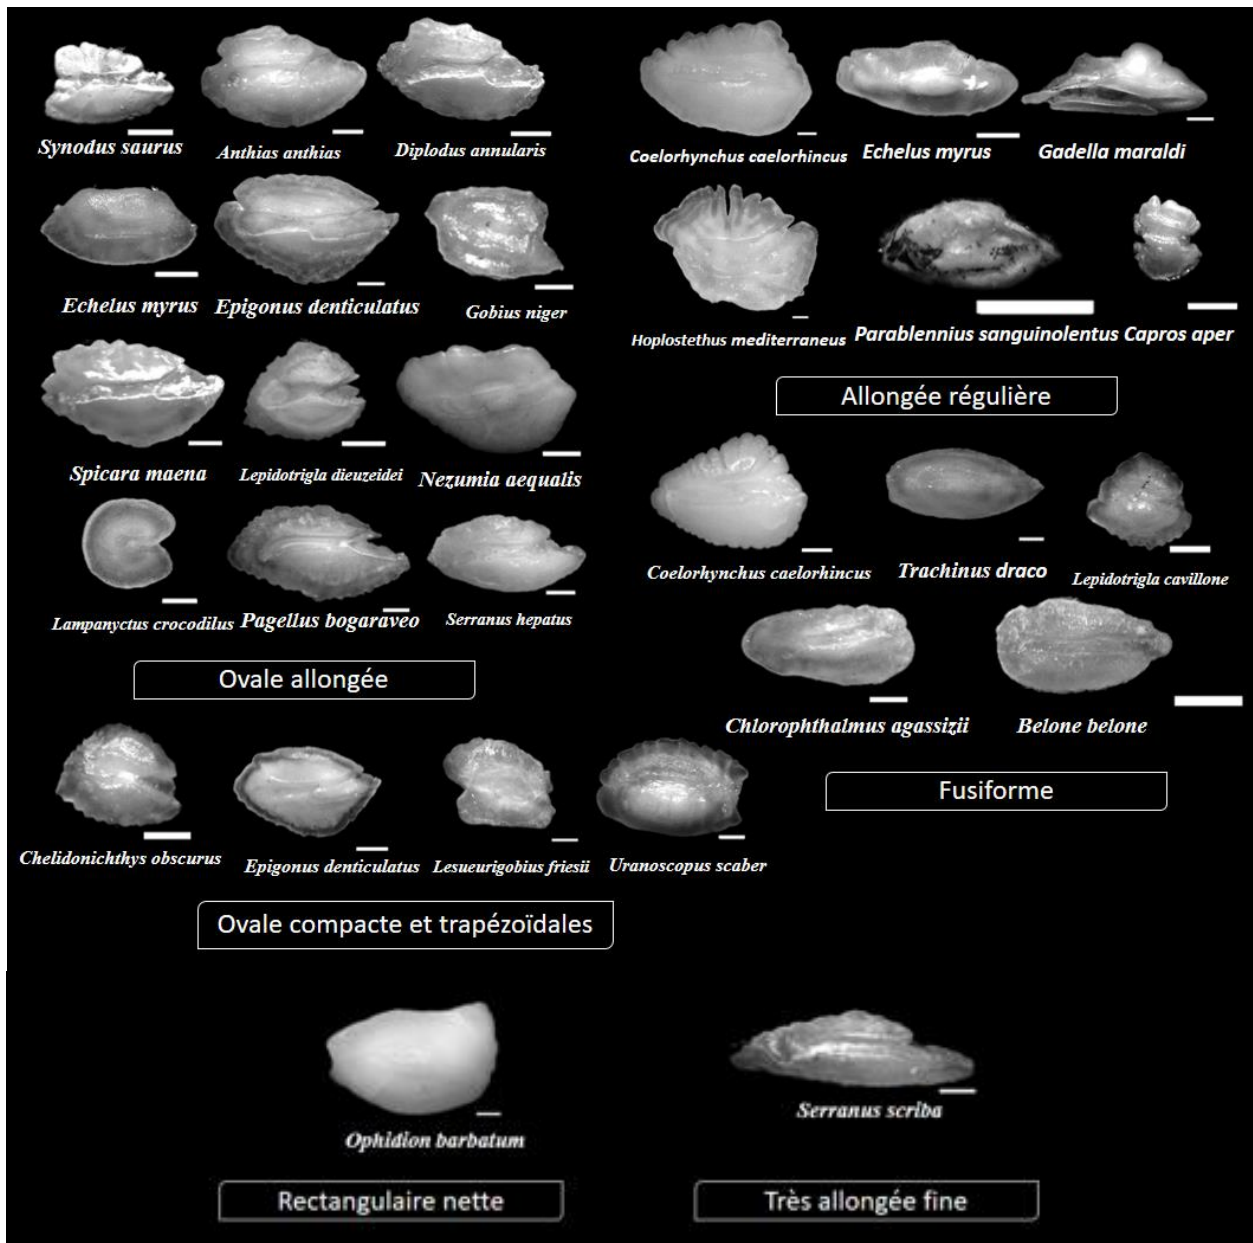 Synodus saurus
Anthias anthias
Diplodus annularis
Echelus myrus
Epigonus denticulatus
Gobius niger
Spicara maena
Lepidotrigla dieuzeidei
Nezumia aequalis
Lampanyctus crocodilus
Pagellus bogaraveo
Serranus hepatus
Ovale allongée
Coelorhynchus caelorhincus
Echelus myrus
Gadella maraldi
Hoplostethus mediterraneus
Parablennius sanguinolentus
Capros aper
Allongée régulière
Coelorhynchus caelorhincus
Trachinus draco
Lepidotrigla cavillone
Chlorophthalmus agassizii
Belone belone
Fusiforme
Chelidonichthys obscurus
Epigonus denticulatus
Lesueurigobius friesii
Uranoscopus scaber
Ovale compacte et trapézoïdales
Ophidion barbatum
Rectangulaire nette
Serranus scriba
Très allongée fine